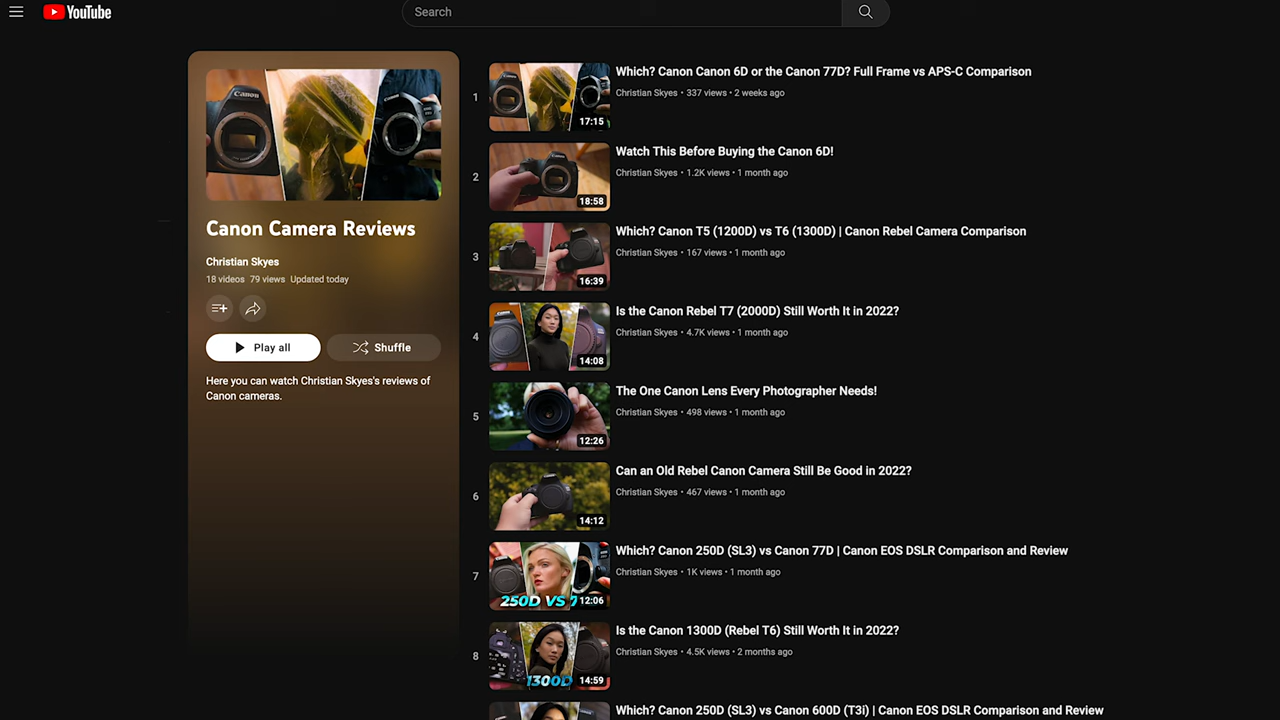 YouTube
Search
Canon
Canon Camera Reviews
Christian Skyes
18 videos 79 views Updated today
Play all
Shuffle
Here you can watch Christian Skyes's reviews of
Canon cameras.
1
17:15
Which? Canon Canon 6D or the Canon 77D? Full Frame vs APS-C Comparison
Christian Skyes • 337 views • 2 weeks ago
2
18:58
Watch This Before Buying the Canon 6D!
Christian Skyes • 1.2K views • 1 month ago
3
16:39
Which? Canon T5 (1200D) vs T6 (1300D) | Canon Rebel Camera Comparison
Christian Skyes • 167 views • 1 month ago
4
14:08
Is the Canon Rebel T7 (2000D) Still Worth It in 2022?
Christian Skyes • 4.7K views • 1 month ago
5
12:26
The One Canon Lens Every Photographer Needs!
Christian Skyes • 498 views • 1 month ago
6
14:12
Can an Old Rebel Canon Camera Still Be Good in 2022?
Christian Skyes • 467 views • 1 month ago
7
250D VS 7
12:06
Which? Canon 250D (SL3) vs Canon 77D | Canon EOS DSLR Comparison and Review
Christian Skyes • 1K views • 1 month ago
8
1300D
14:59
Is the Canon 1300D (Rebel T6) Still Worth It in 2022?
Christian Skyes • 4.5K views • 2 months ago
Which? Canon 250D (SL3) vs Canon 600D (T3i) | Canon EOS DSLR Comparison and Review